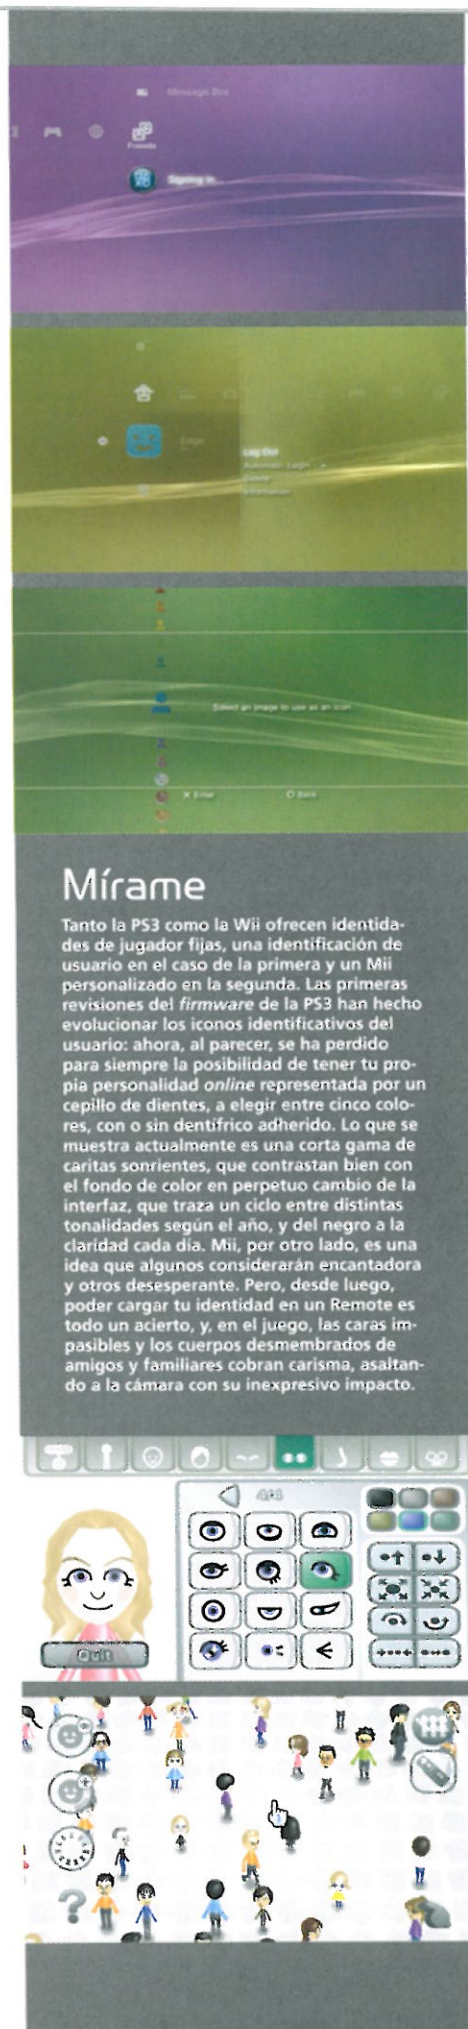 Message Box
Friends
Signing in
Edge
Log Out
Automatic Login
Delete
Information
Select an image to use as an icon.
X Enter
O Back
Mírame
Tanto la PS3 como la Wii ofrecen identida-
des de jugador fijas, una identificación de
usuario en el caso de la primera y un Mii
personalizado en la segunda. Las primeras
revisiones del firmware de la PS3 han hecho
evolucionar los iconos identificativos del
usuario: ahora, al parecer, se ha perdido
para siempre la posibilidad de tener tu pro-
pia personalidad online representada por un
cepillo de dientes, a elegir entre cinco colo-
res, con o sin dentífrico adherido. Lo que se
muestra actualmente es una corta gama de
caritas sonrientes, que contrastan bien con
el fondo de color en perpetuo cambio de la
interfaz, que traza un ciclo entre distintas
tonalidades según el año, y del negro a la
claridad cada día. Mii, por otro lado, es una
idea que algunos considerarán encantadora
y otros desesperante. Pero, desde luego,
poder cargar tu identidad en un Remote es
todo un acierto, y, en el juego, las caras im-
pasibles y los cuerpos desmembrados de
amigos y familiares cobran carisma, asaltan-
do a la cámara con su inexpresivo impacto.
Quit
?